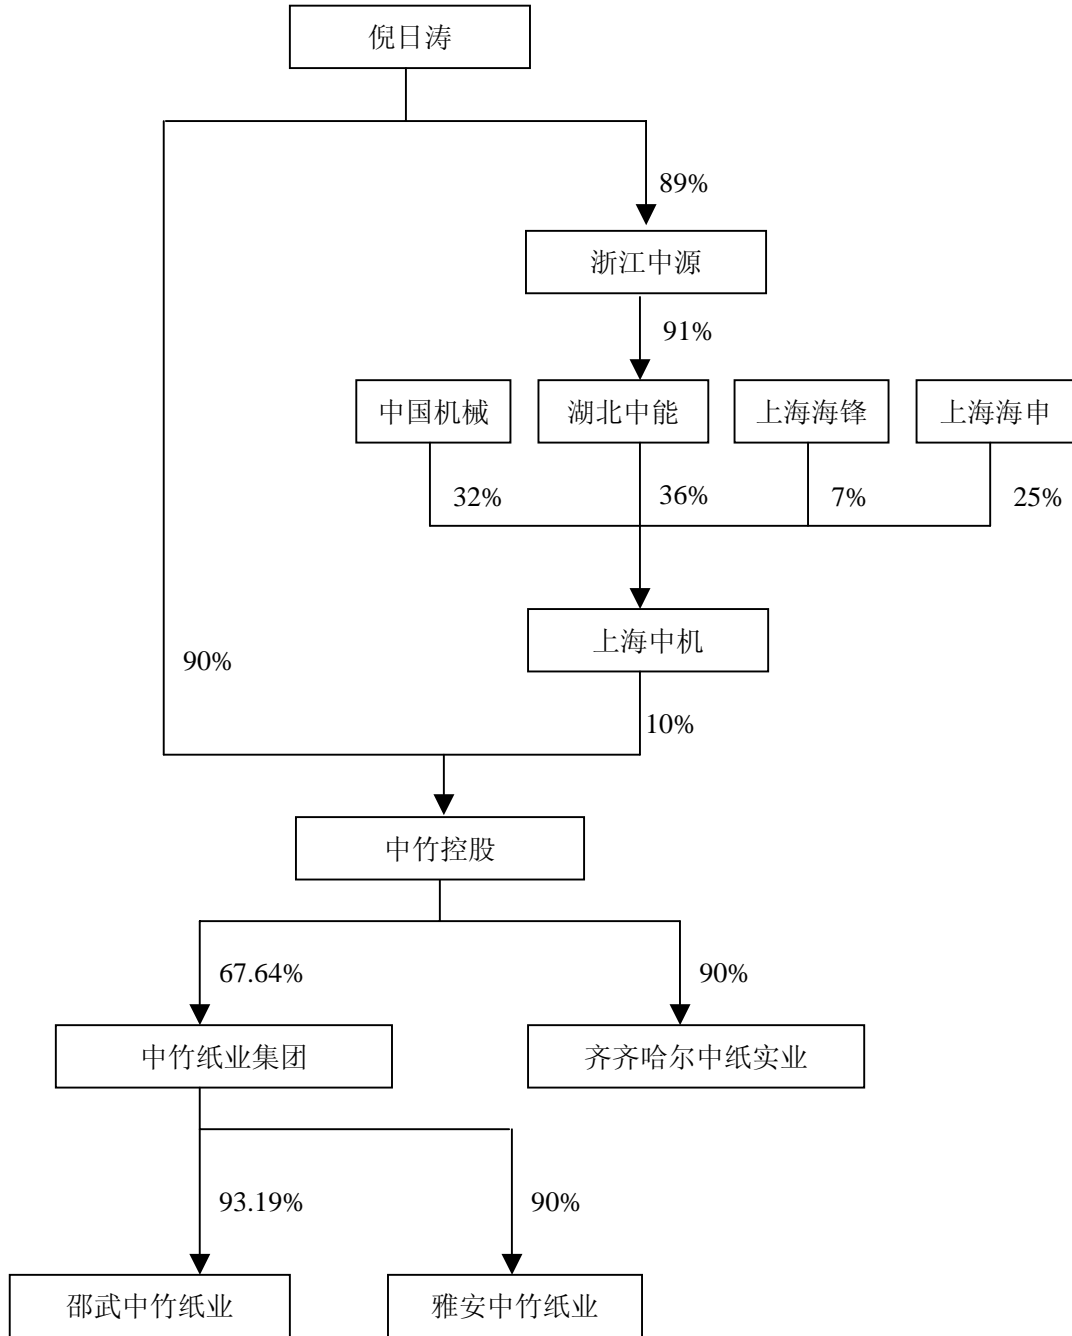 倪日涛
89%
浙江中源
91%
中国机械
湖北中能
上海海锋
上海海申
32%
36%
7%
25%
上海中机
90%
10%
中竹控股
67.64%
90%
中竹纸业集团
齐齐哈尔中纸实业
93.19%
90%
邵武中竹纸业
雅安中竹纸业